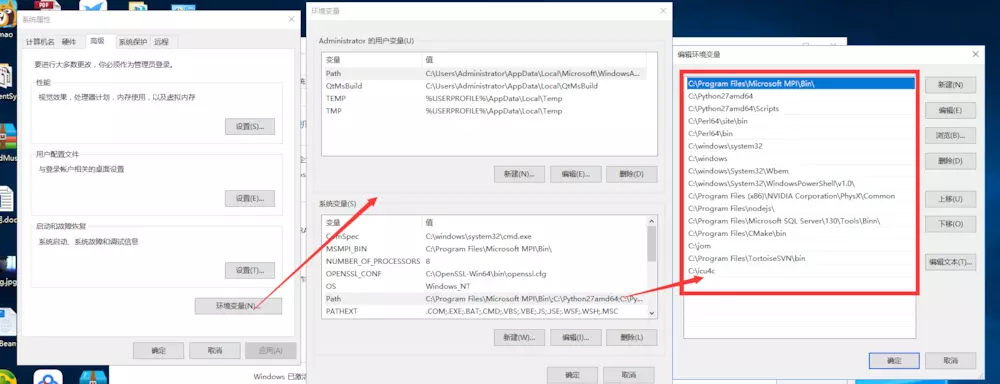 mao
PDF
系统属性
计算机名
硬件
高级
系统保护
远程
要进行大多数更改，你必须作为管理员登录。
性能
视觉效果，处理器计划，内存使用，以及虚拟内存
设置(S)...
用户配置文件
与登录帐户相关的桌面设置
设置(E)...
启动和故障恢复
系统启动、系统故障和调试信息
设置(T)...
环境变量(N)...
确定
取消
应用(A)
环境变量
Administrator 的用户变量(U)
变量
值
Path
C:\Users\Administrator\AppData\Local\Microsoft\WindowsA...
QtMsBuild
C:\Users\Administrator\AppData\Local\QtMsBuild
TEMP
%USERPROFILE%\AppData\Local\Temp
TMP
%USERPROFILE%\AppData\Local\Temp
新建(N)...
编辑(E)...
删除(D)
系统变量(S)
变量
值
ComSpec
C:\windows\system32\cmd.exe
MSMPI_BIN
C:\Program Files\Microsoft MPI\Bin\
NUMBER_OF_PROCESSORS
8
OPENSSL_CONF
C:\OpenSSL-Win64\bin\openssl.cfg
OS
Windows_NT
Path
C:\Program Files\Microsoft MPI\Bin\;C:\Python27amd64;C:\Py...
PATHEXT
.COM;.EXE;.BAT;.CMD;.VBS;.VBE;.JS;.JSE;.WSF;.WSH;.MSC
新建(W)...
编辑(I)...
删除(L)
确定
取消
编辑环境变量
C:\Program Files\Microsoft MPI\Bin\
C:\Python27amd64
C:\Python27amd64\Scripts
C:\Perl64\site\bin
C:\Perl64\bin
C:\windows\system32
C:\windows
C:\windows\System32\Wbem
C:\windows\System32\WindowsPowerShell\v1.0\
C:\Program Files (x86)\NVIDIA Corporation\PhysX\Common
C:\Program Files\nodejs\
C:\Program Files\Microsoft SQL Server\130\Tools\Binn\
C:\Program Files\CMake\bin
C:\jom
C:\Program Files\TortoiseSVN\bin
C:\icu4c
新建(N)
编辑(E)
浏览(B)...
删除(D)
上移(U)
下移(O)
编辑文本(T)...
确定
取消
Windows 已激活